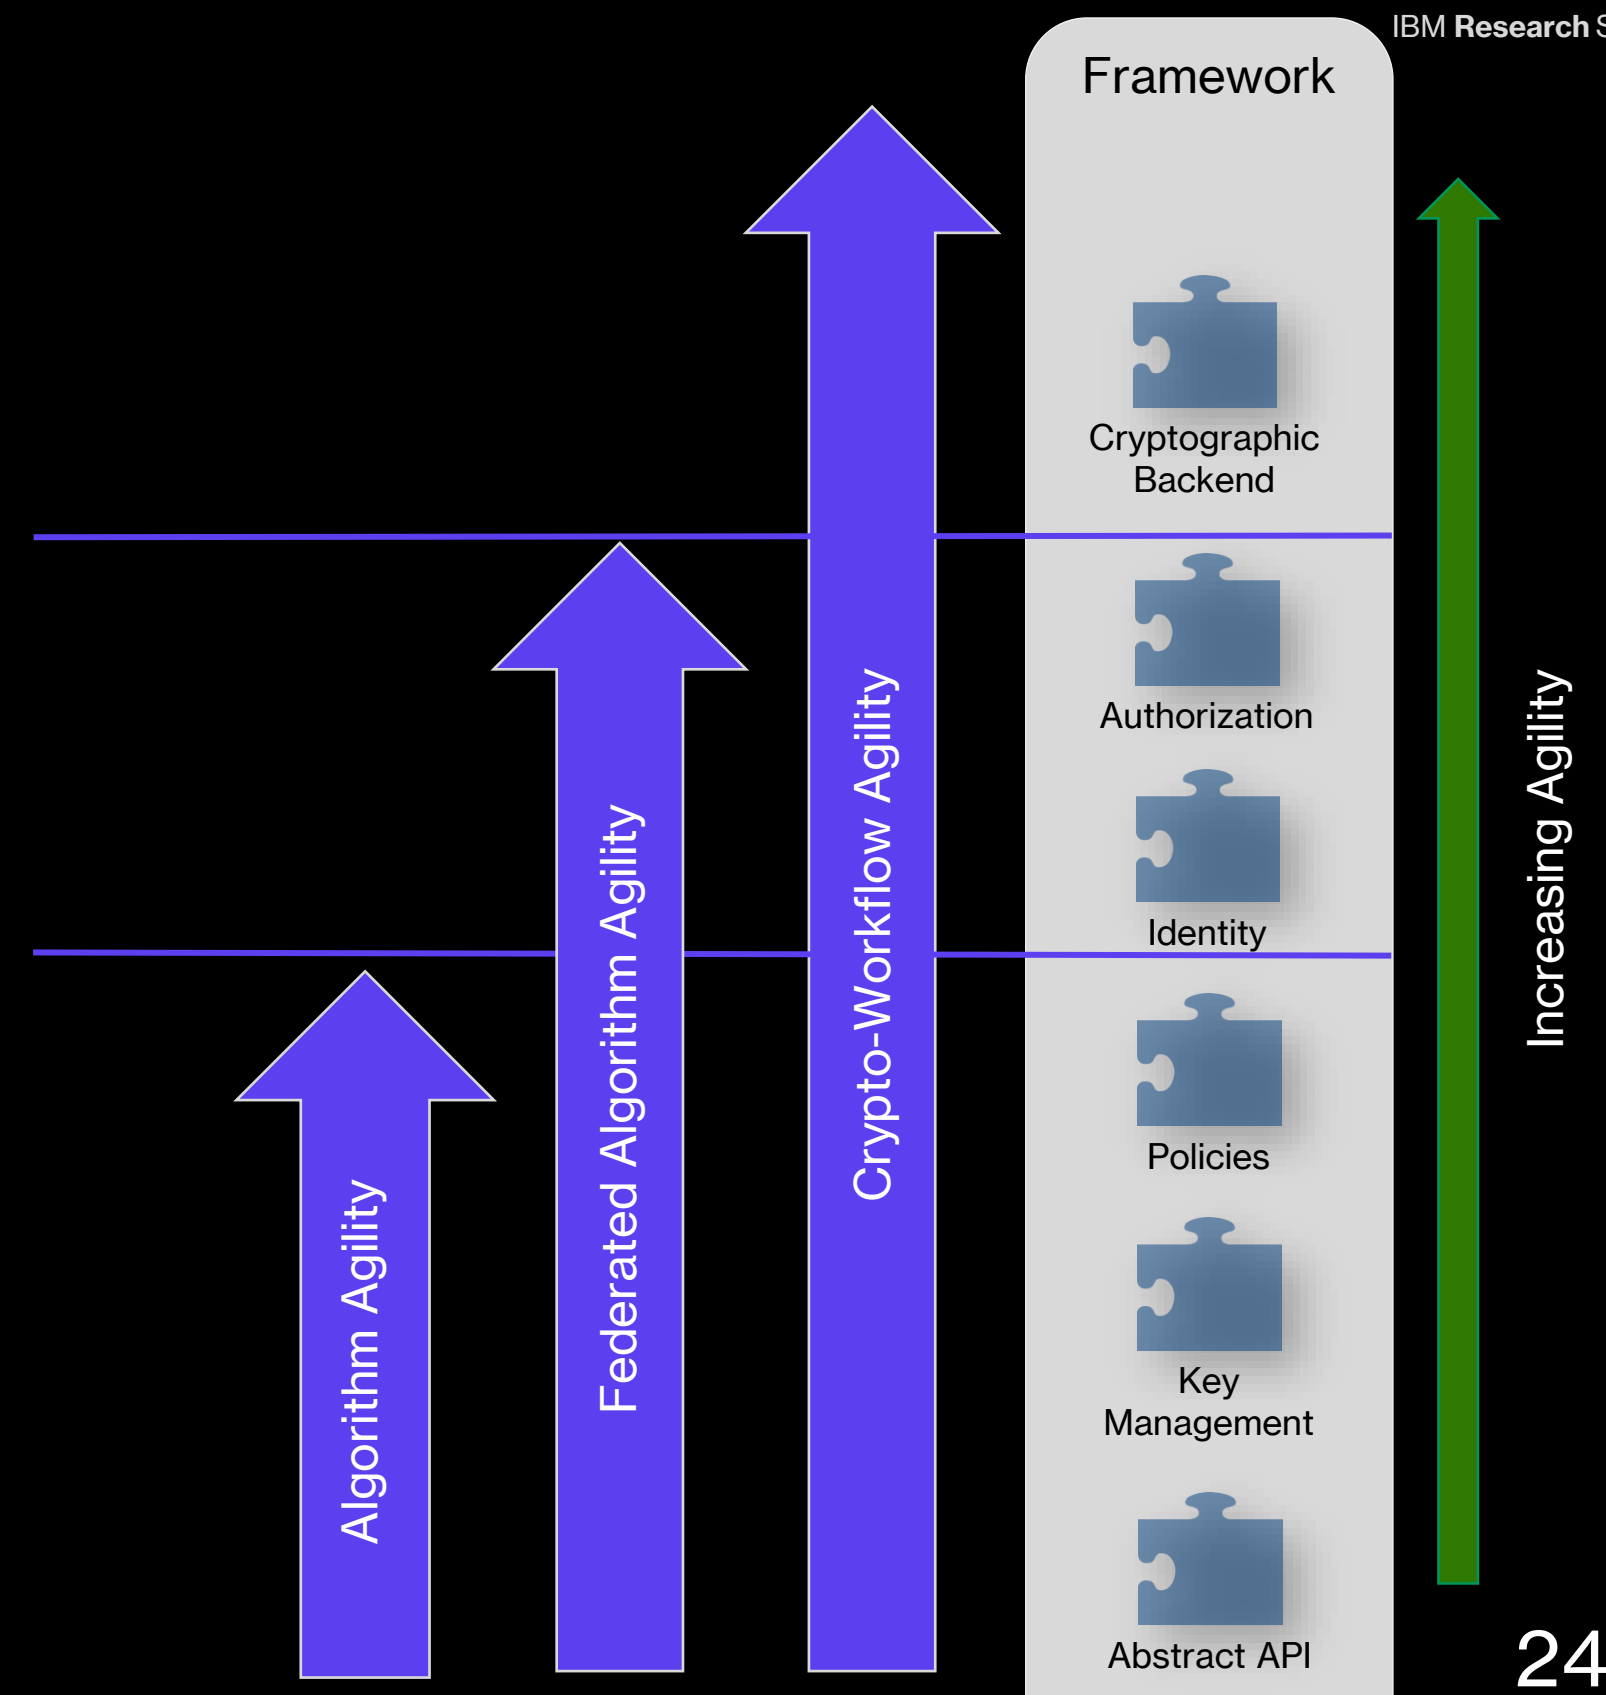 IBM Research S
Framework
Cryptographic
Backend
Authorization
Identity
Policies
Key
Management
Abstract API
Algorithm Agility
Federated Algorithm Agility
Crypto-Workflow Agility
Increasing Agility
24